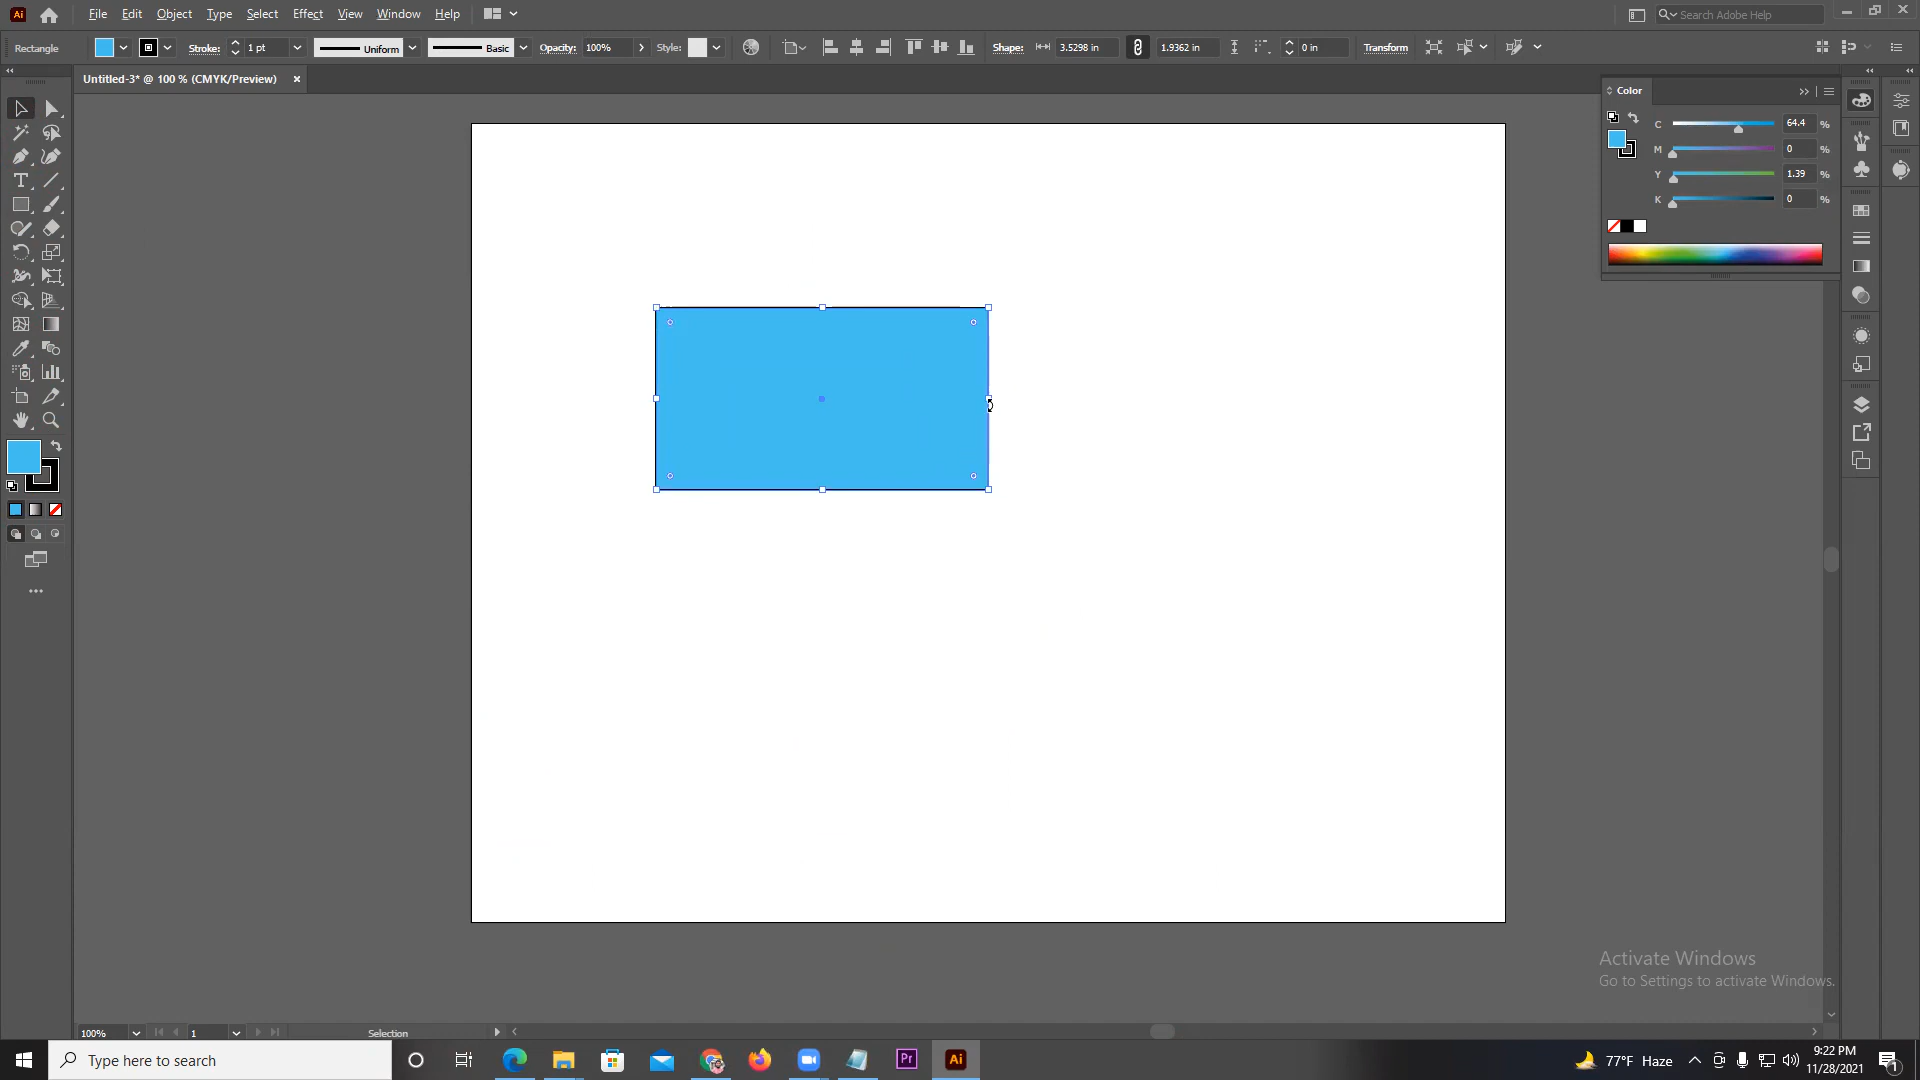 Ai File Edit Object Type Select Effect View Window Help Search Adobe Help
Rectangle Stroke: 1 pt Uniform Basic Opacity: 100% Style: Shape: 3.5298 in 1.9362 in 0 in Transform
Untitled-3* @ 100 % (CMYK/Preview)
Color
C 64.4 %
M 0 %
Y 1.39 %
K 0 %
T
Activate Windows
Go to Settings to activate Windows.
100% 1 Selection
Type here to search Pr Ai 77°F Haze 9:22 PM
11/28/2021 1